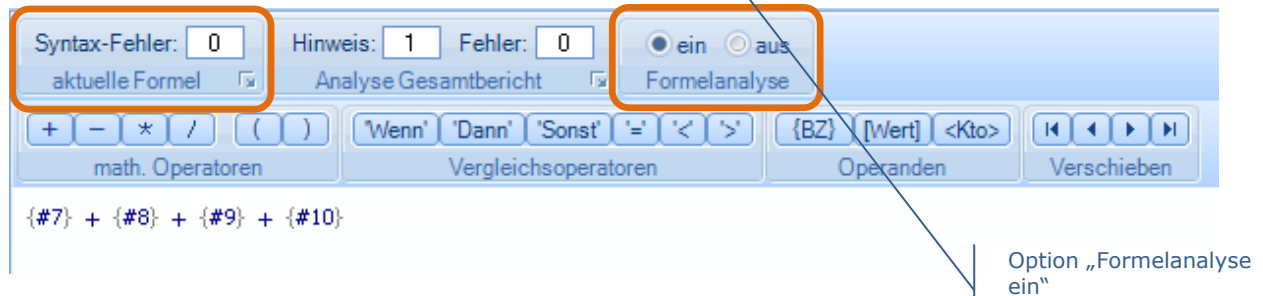 Syntax-Fehler: 0 Hinweis: 1 Fehler: 0 ein aus
aktuelle Formel Analyse Gesamtbericht Formelanalyse
+ − * / ( ) 'Wenn' 'Dann' 'Sonst' '=' '<' '>' {BZ} [Wert] <Kto>
math. Operatoren Vergleichsoperatoren Operanden Verschieben
{#7} + {#8} + {#9} + {#10}
Option „Formelanalyse
ein“